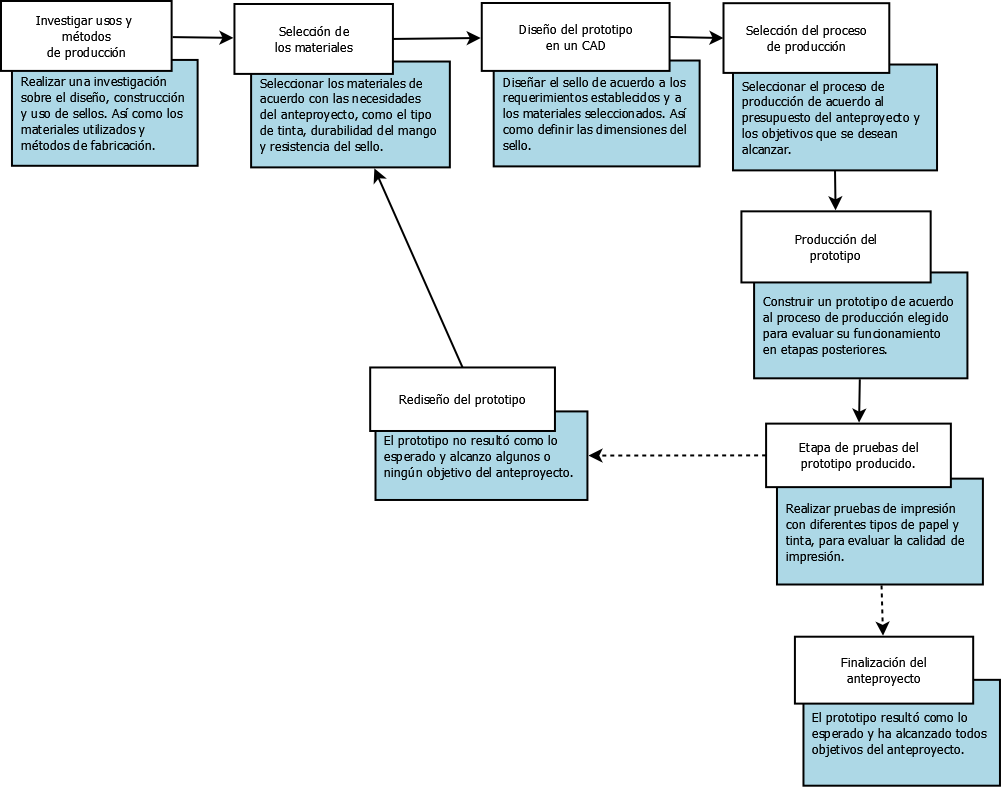 Investigar usos y
métodos
de producción
Realizar una investigación
sobre el diseño, construcción
y uso de sellos. Así como los
materiales utilizados y
métodos de fabricación.
Selección de
los materiales
Seleccionar los materiales de
acuerdo con las necesidades
del anteproyecto, como el tipo
de tinta, durabilidad del mango
y resistencia del sello.
Diseño del prototipo
en un CAD
Diseñar el sello de acuerdo a los
requerimientos establecidos y a
los materiales seleccionados. Así
como definir las dimensiones del
sello.
Selección del proceso
de producción
Seleccionar el proceso de
producción de acuerdo al
presupuesto del anteproyecto y
los objetivos que se desean
alcanzar.
Producción del
prototipo
Construir un prototipo de acuerdo
al proceso de producción elegido
para evaluar su funcionamiento
en etapas posteriores.
Etapa de pruebas del
prototipo producido.
Realizar pruebas de impresión
con diferentes tipos de papel y
tinta, para evaluar la calidad de
impresión.
Rediseño del prototipo
El prototipo no resultó como lo
esperado y alcanzo algunos o
ningún objetivo del anteproyecto.
Finalización del
anteproyecto
El prototipo resultó como lo
esperado y ha alcanzado todos
objetivos del anteproyecto.